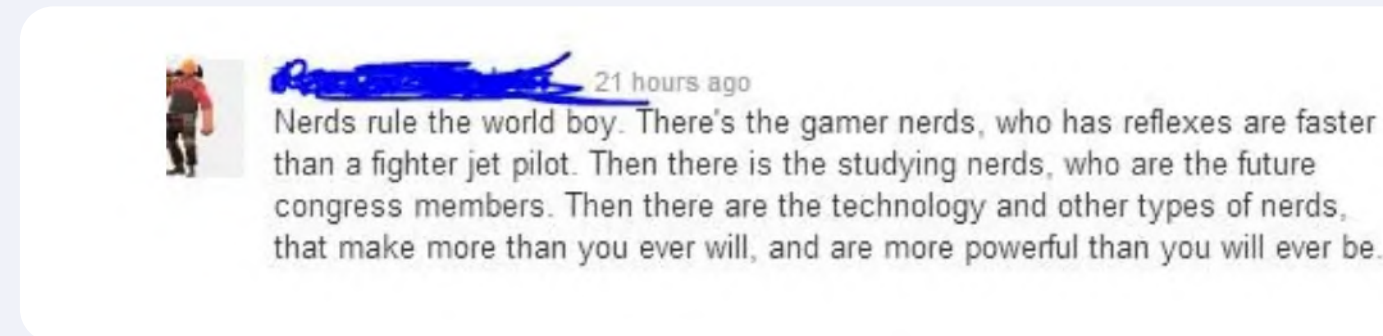 21 hours ago
Nerds rule the world boy. There's the gamer nerds, who has reflexes are faster
than a fighter jet pilot. Then there is the studying nerds, who are the future
congress members. Then there are the technology and other types of nerds,
that make more than you ever will, and are more powerful than you will ever be.